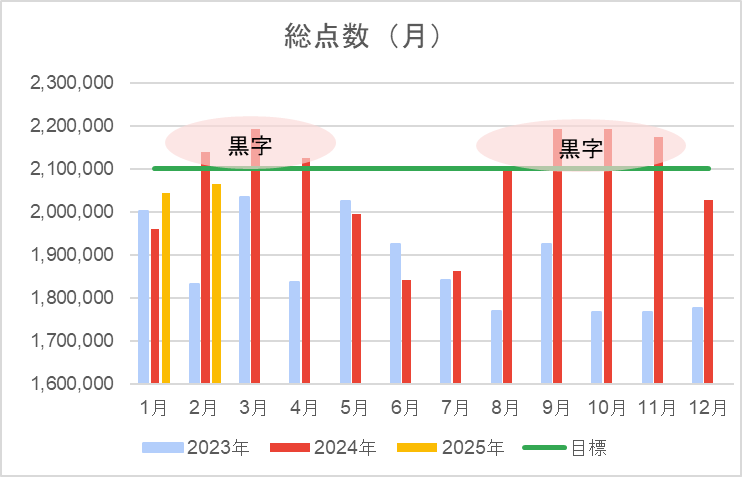 総点数（月）
2,300,000
2,200,000
2,100,000
2,000,000
1,900,000
1,800,000
1,700,000
1,600,000
黒字
黒字
1月 2月 3月 4月 5月 6月 7月 8月 9月 10月 11月 12月
2023年 2024年 2025年 目標